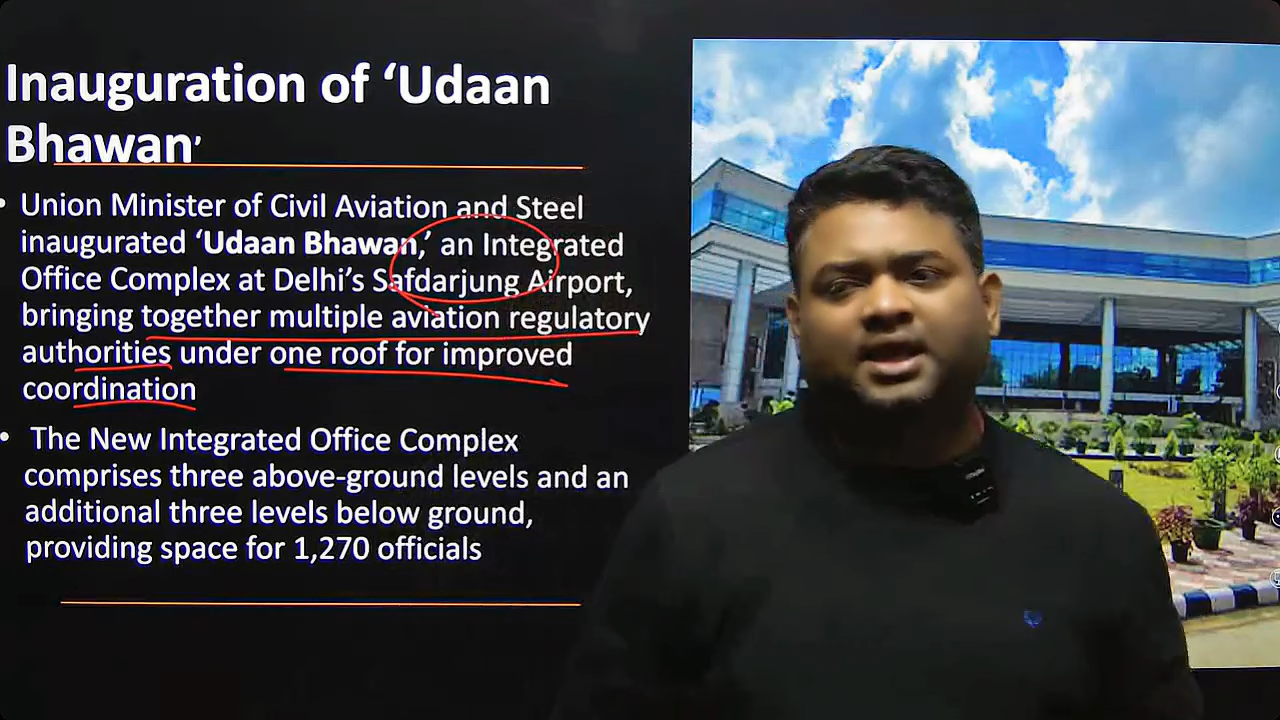 Inauguration of ‘Udaan
Bhawan’
• Union Minister of Civil Aviation and Steel
inaugurated ‘Udaan Bhawan,’ an Integrated
Office Complex at Delhi’s Safdarjung Airport,
bringing together multiple aviation regulatory
authorities under one roof for improved
coordination
• The New Integrated Office Complex
comprises three above-ground levels and an
additional three levels below ground,
providing space for 1,270 officials